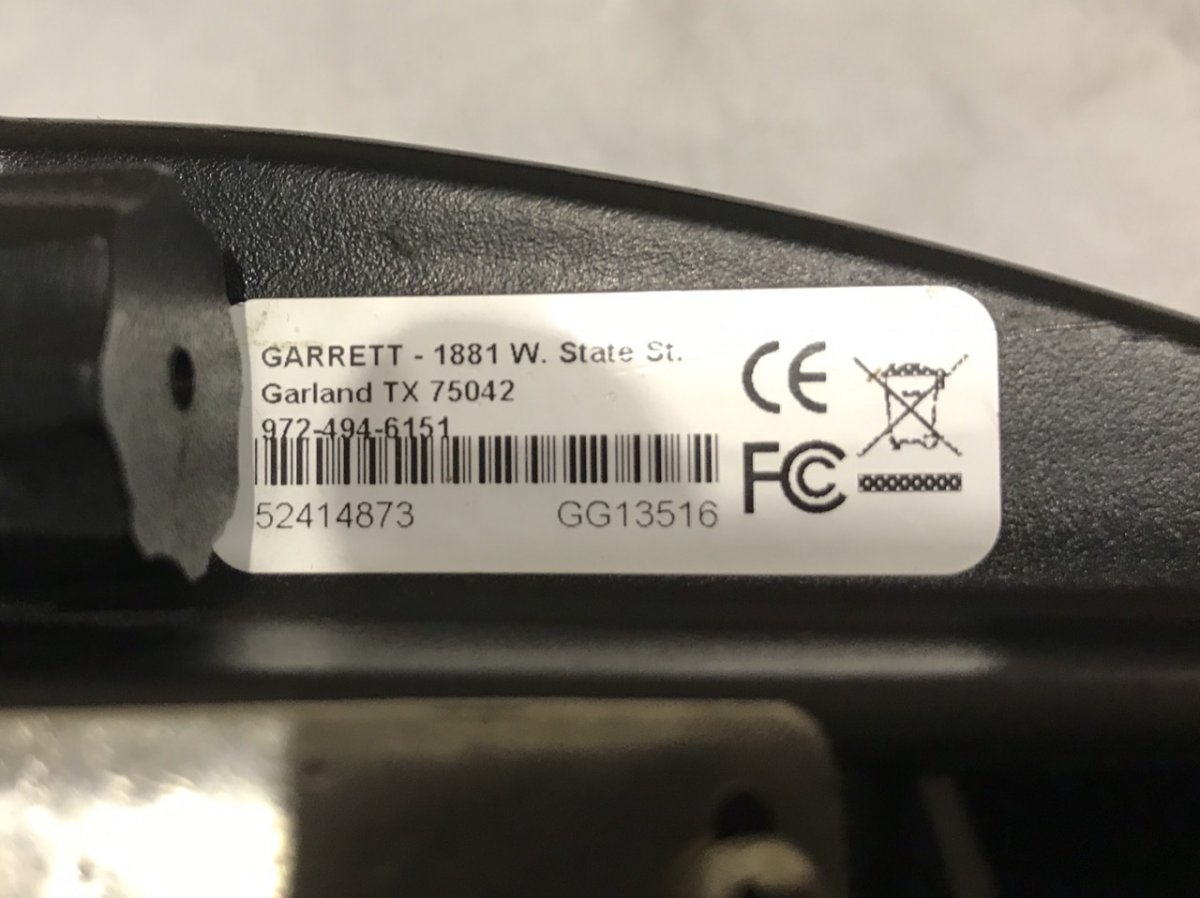 GARRETT - 1881 W. State St.
Garland TX 75042
972-494-6151
52414873 GG13516
CE
FC